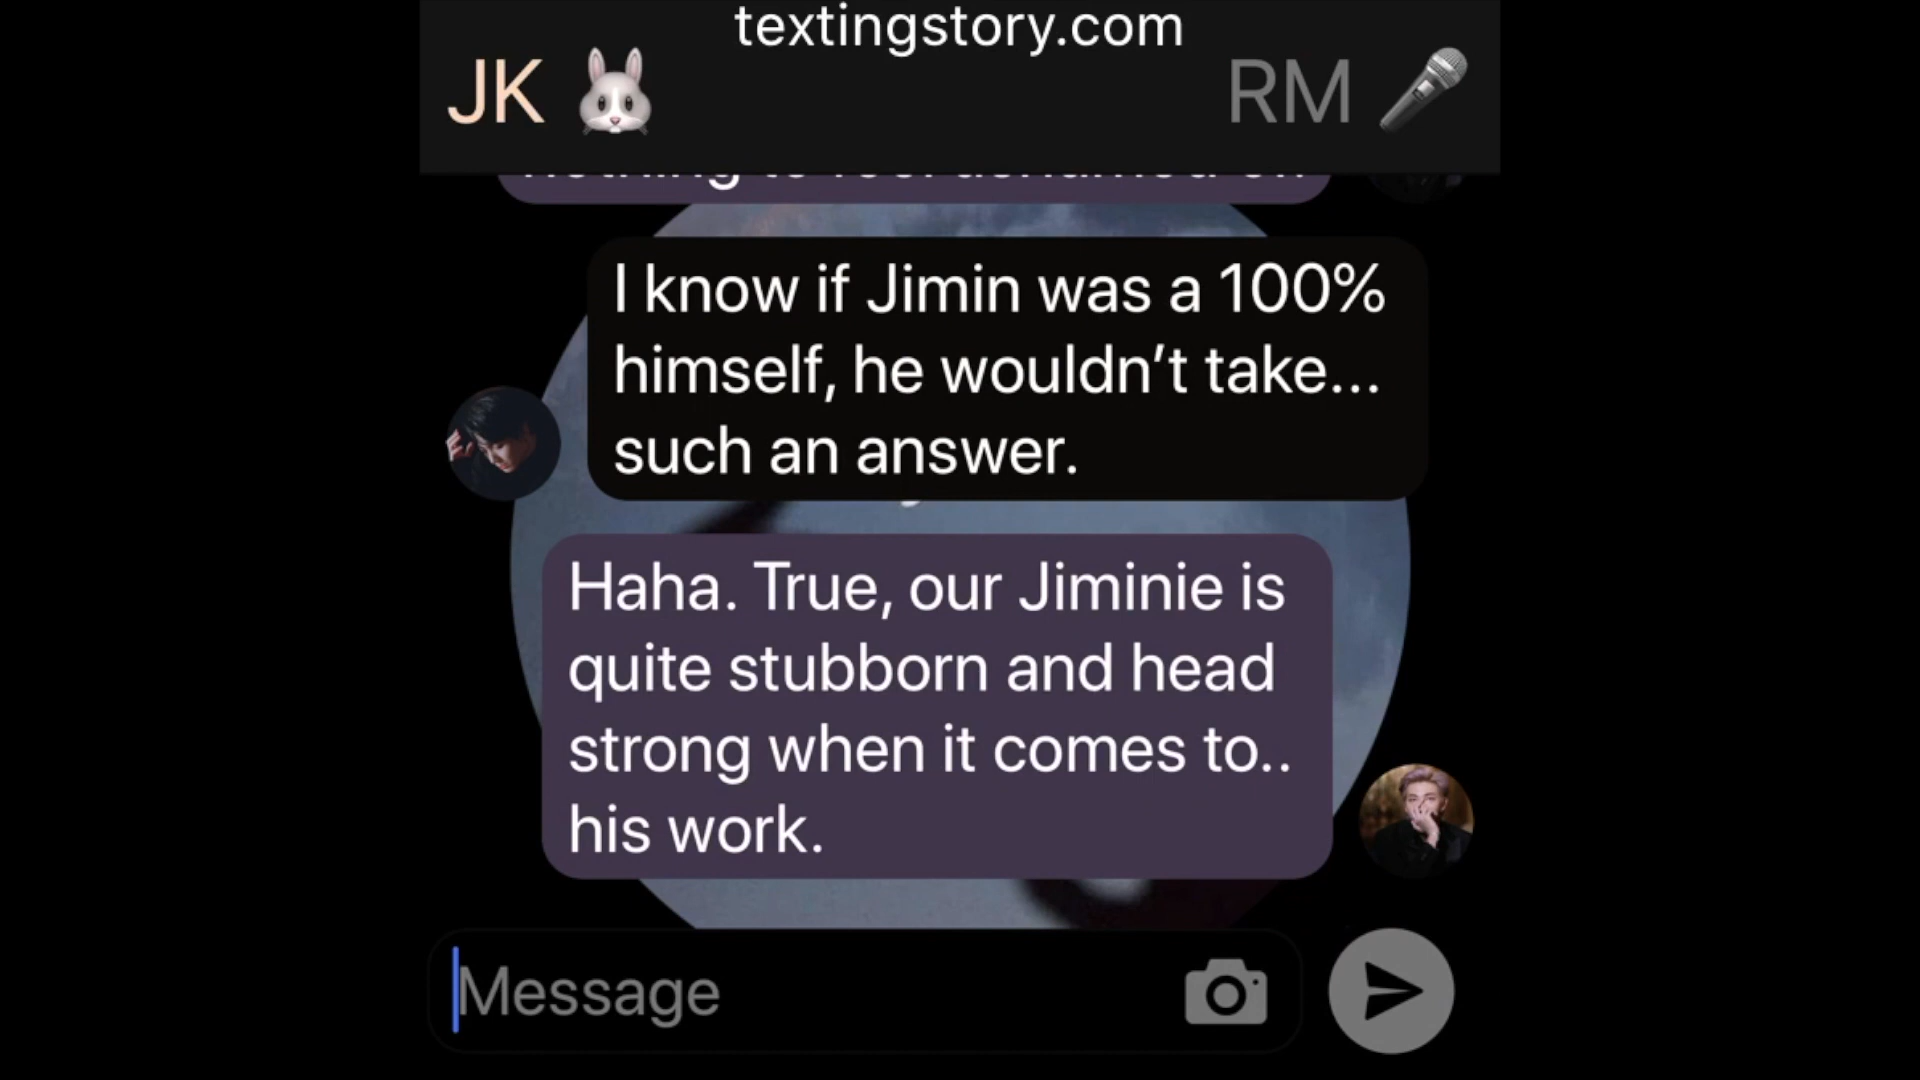 textingstory.com
JK RM
I know if Jimin was a 100%
himself, he wouldn’t take...
such an answer.
Haha. True, our Jiminie is
quite stubborn and head
strong when it comes to..
his work.
Message